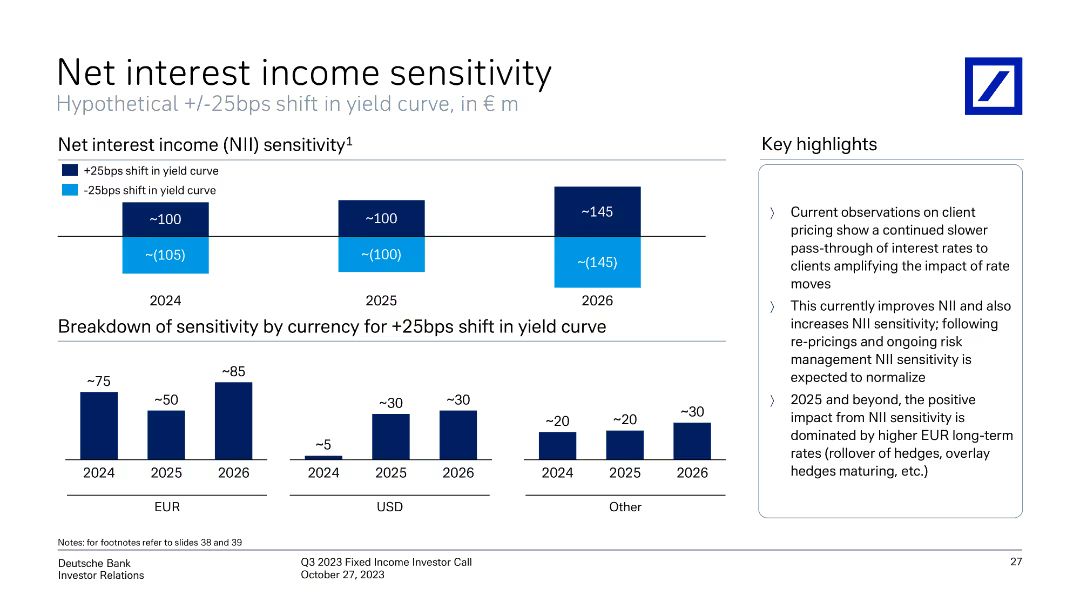 Net interest income sensitivity
Hypothetical +/-25bps shift in yield curve, in € m
Net interest income (NII) sensitivity1
+25bps shift in yield curve
-25bps shift in yield curve
~100
~100
~145
~(105)
~(100)
~(145)
2024
2025
2026
Breakdown of sensitivity by currency for +25bps shift in yield curve
~75
~50
~85
~5
~30
~30
~20
~20
~30
2024
2025
2026
2024
2025
2026
2024
2025
2026
EUR
USD
Other
Key highlights
Current observations on client
pricing show a continued slower
pass-through of interest rates to
clients amplifying the impact of rate
moves
This currently improves NII and also
increases NII sensitivity; following
re-pricings and ongoing risk
management NII sensitivity is
expected to normalize
2025 and beyond, the positive
impact from NII sensitivity is
dominated by higher EUR long-term
rates (rollover of hedges, overlay
hedges maturing, etc.)
Notes: for footnotes refer to slides 38 and 39
Deutsche Bank
Investor Relations
Q3 2023 Fixed Income Investor Call
October 27, 2023
27